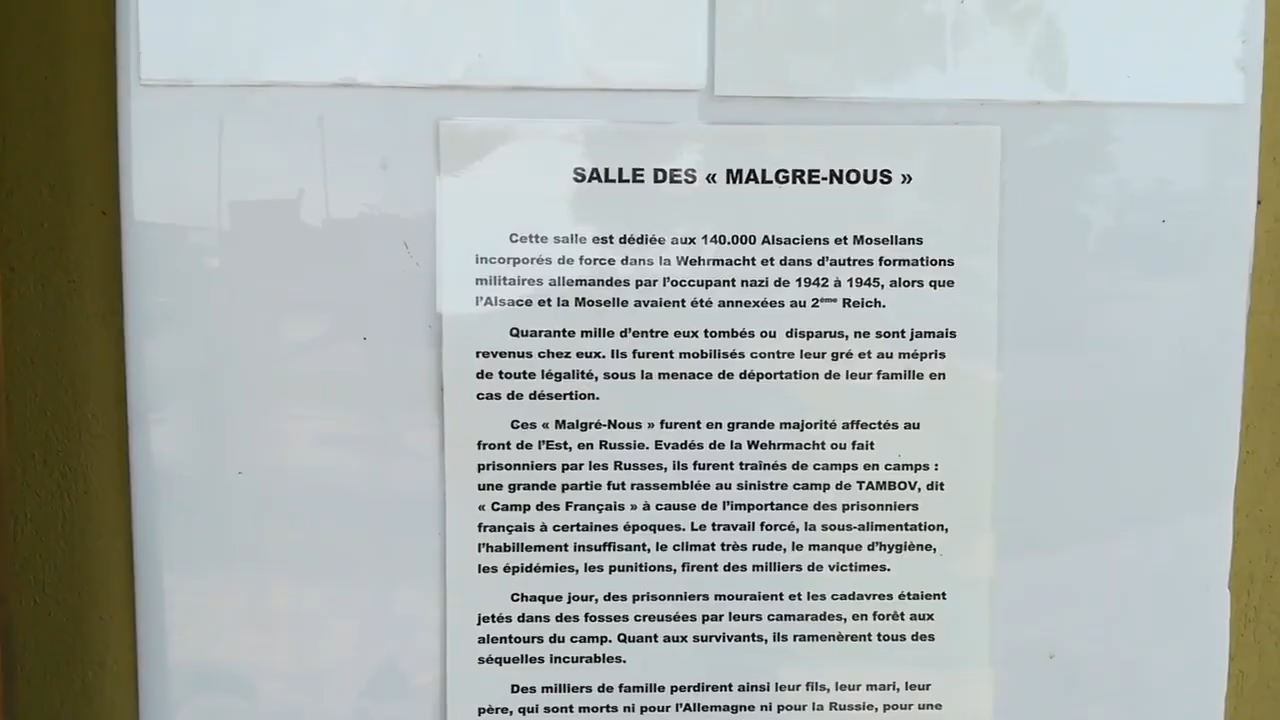 SALLE DES « MALGRE-NOUS »
Cette salle est dédiée aux 140.000 Alsaciens et Mosellans
incorporés de force dans la Wehrmacht et dans d'autres formations
militaires allemandes par l'occupant nazi de 1942 à 1945, alors que
l'Alsace et la Moselle avaient été annexées au 2ème Reich.
Quarante mille d'entre eux tombés ou disparus, ne sont jamais
revenus chez eux. Ils furent mobilisés contre leur gré et au mépris
de toute légalité, sous la menace de déportation de leur famille en
cas de désertion.
Ces « Malgré-Nous » furent en grande majorité affectés au
front de l'Est, en Russie. Evadés de la Wehrmacht ou fait
prisonniers par les Russes, ils furent traînés de camps en camps :
une grande partie fut rassemblée au sinistre camp de TAMBOV, dit
« Camp des Français » à cause de l'importance des prisonniers
français à certaines époques. Le travail forcé, la sous-alimentation,
l'habillement insuffisant, le climat très rude, le manque d'hygiène,
les épidémies, les punitions, firent des milliers de victimes.
Chaque jour, des prisonniers mouraient et les cadavres étaient
jetés dans des fosses creusées par leurs camarades, en forêt aux
alentours du camp. Quant aux survivants, ils ramenèrent tous des
séquelles incurables.
Des milliers de famille perdirent ainsi leur fils, leur mari, leur
père, qui sont morts ni pour l'Allemagne ni pour la Russie, pour une